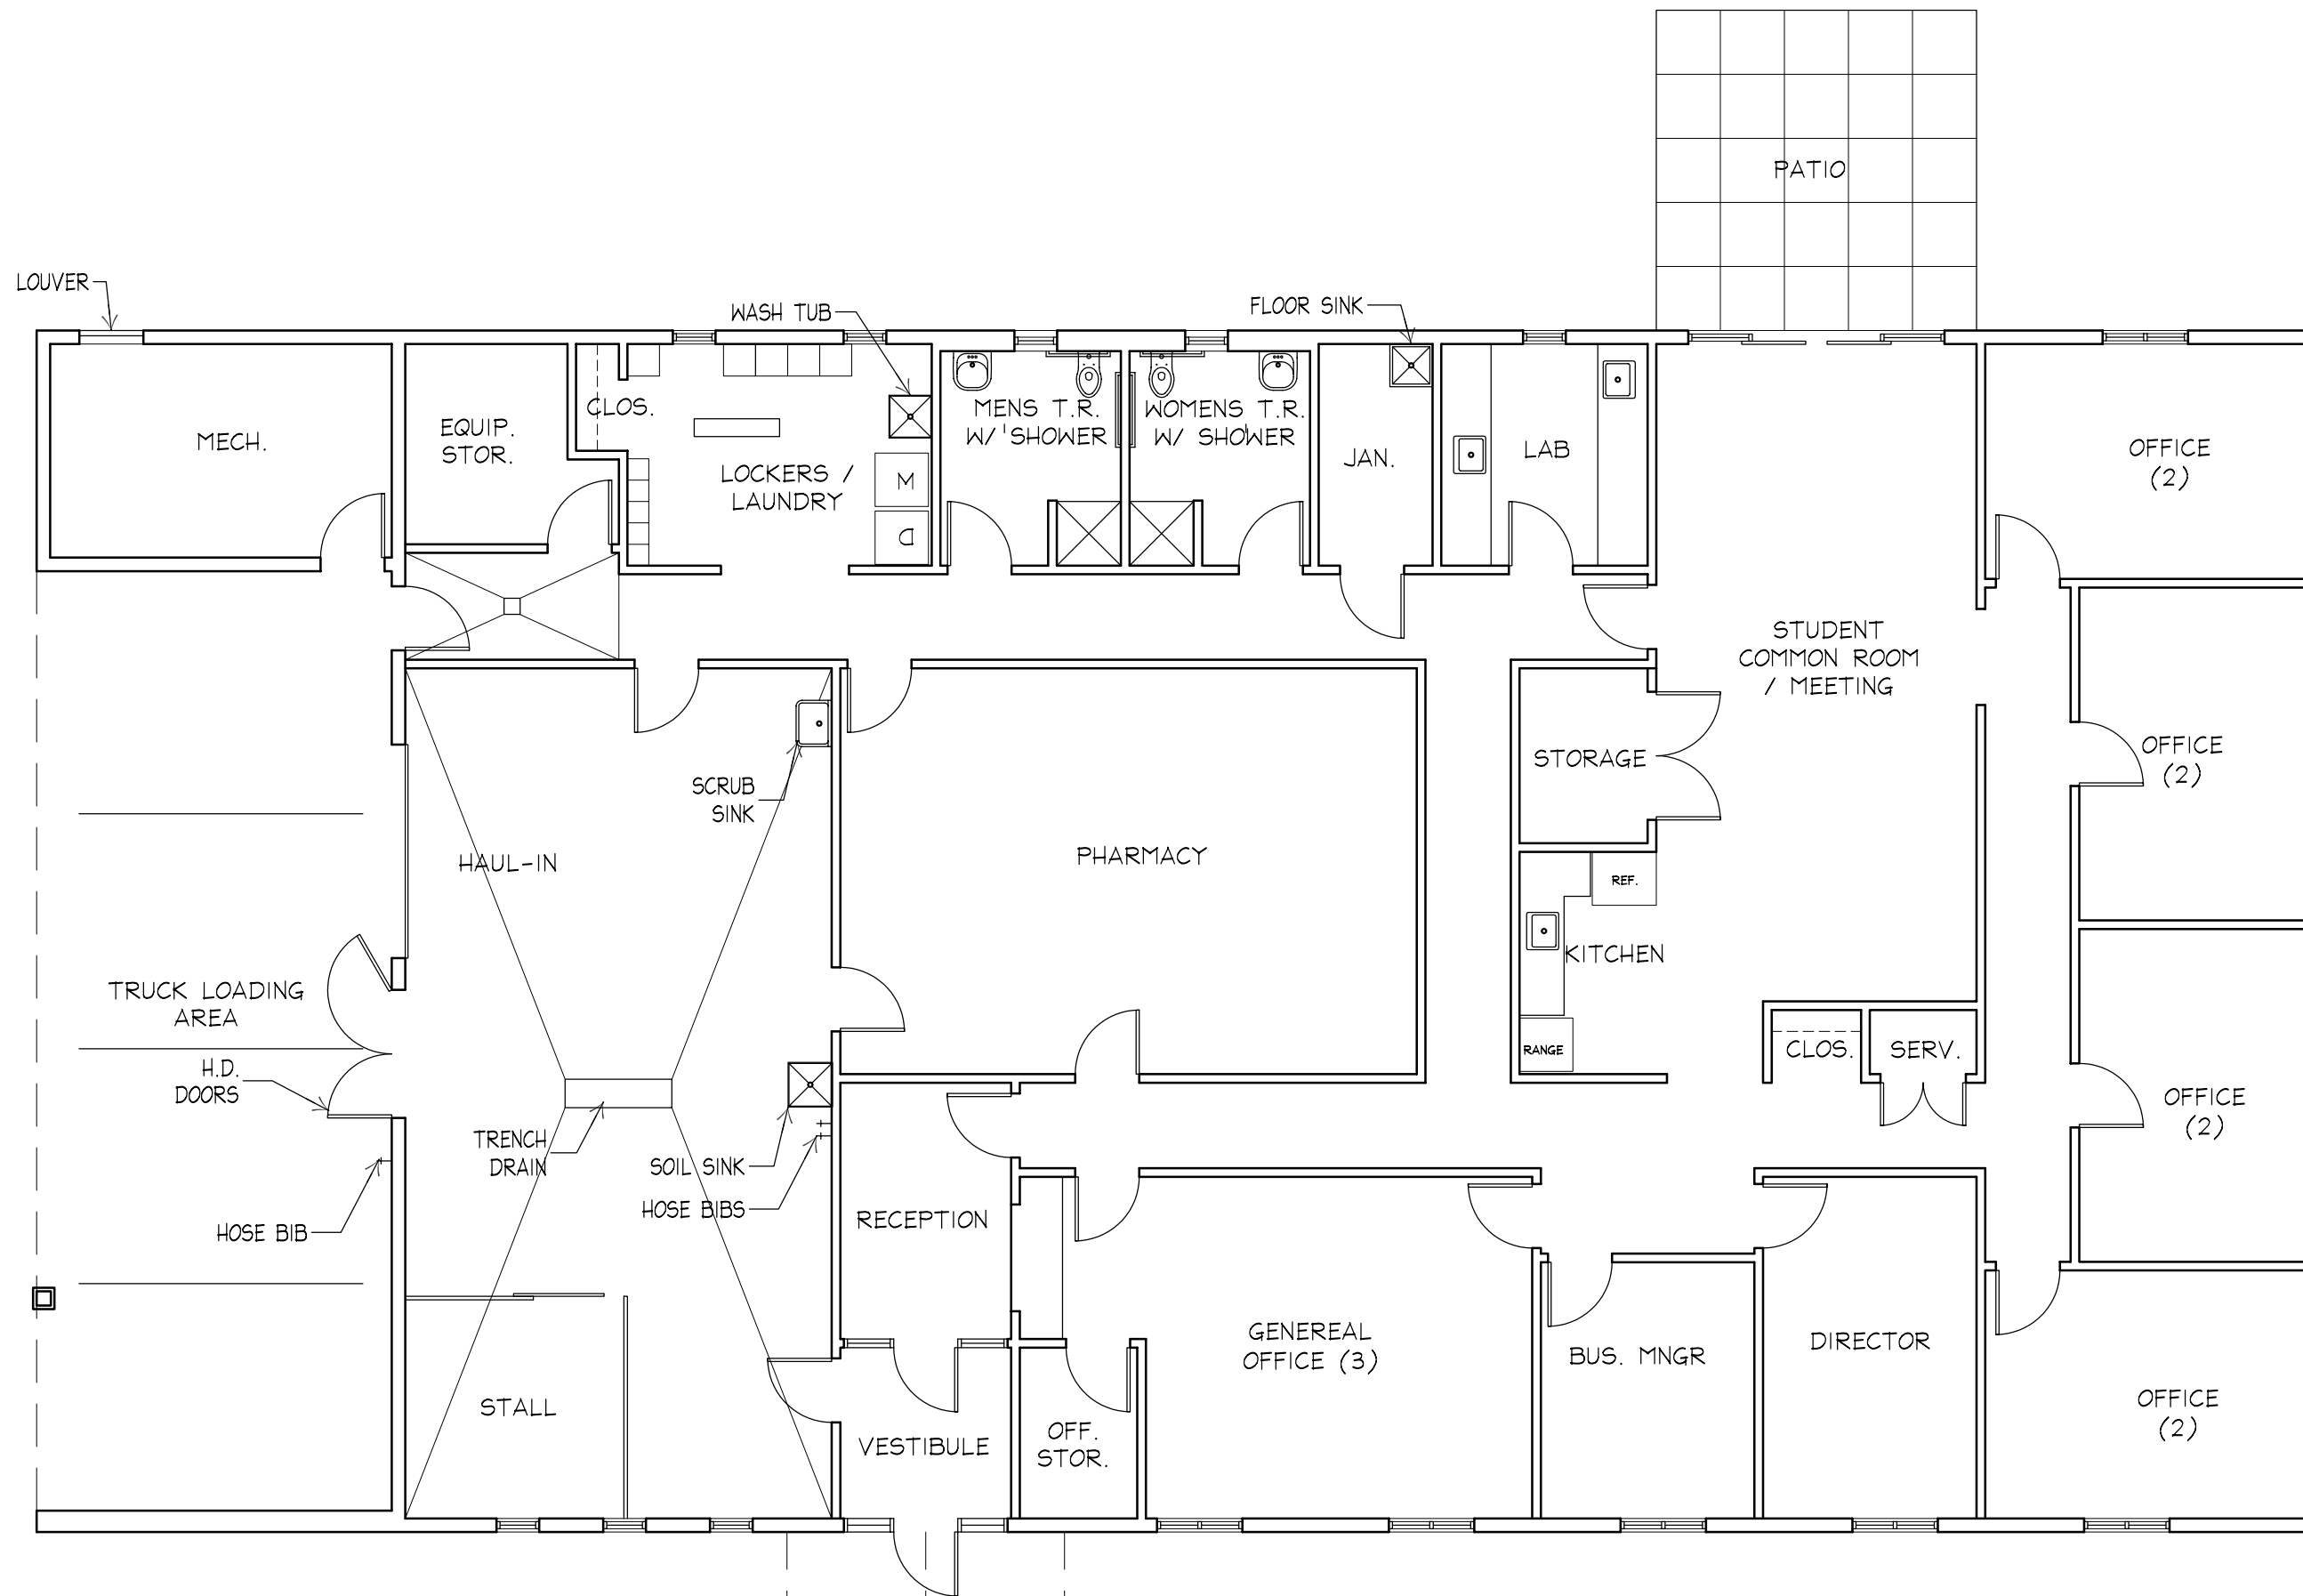 PATIO
LOUVER
WASH TUB
FLOOR SINK
CLOS.
MENS T.R.
W/ SHOWER
WOMENS T.R.
W/ SHOWER
MECH.
EQUIP.
STOR.
LOCKERS /
LAUNDRY
W
D
JAN.
LAB
OFFICE
(2)
STUDENT
COMMON ROOM
/ MEETING
OFFICE
(2)
STORAGE
SCRUB
SINK
HAUL-IN
PHARMACY
REF.
KITCHEN
TRUCK LOADING
AREA
RANGE
CLOS.
SERV.
H.D.
DOORS
OFFICE
(2)
TRENCH
DRAIN
SOIL SINK
HOSE BIBS
HOSE BIB
RECEPTION
GENEREAL
OFFICE (3)
BUS. MNGR
DIRECTOR
OFFICE
(2)
STALL
VESTIBULE
OFF.
STOR.